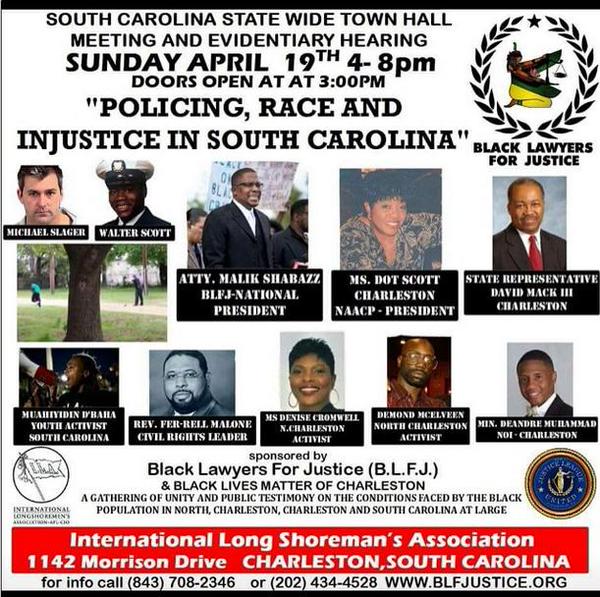 SOUTH CAROLINA STATE WIDE TOWN HALL
MEETING AND EVIDENTIARY HEARING
SUNDAY APRIL 19TH 4- 8pm
DOORS OPEN AT AT 3:00PM
"POLICING, RACE AND
INJUSTICE IN SOUTH CAROLINA"
BLACK LAWYERS
FOR JUSTICE
MICHAEL SLAGER
WALTER SCOTT
ATTY. MALIK SHABAZZ
BLFJ-NATIONAL
PRESIDENT
MS. DOT SCOTT
CHARLESTON
NAACP - PRESIDENT
STATE REPRESENTATIVE
DAVID MACK III
CHARLESTON
MUAHIYIDIN D'BAHA
YOUTH ACTIVIST
SOUTH CAROLINA
REV. FER-RELL MALONE
CIVIL RIGHTS LEADER
MS DENISE CROMWELL
N.CHARLESTON
ACTIVIST
DEMOND MCELVEEN
NORTH CHARLESTON
ACTIVIST
MIN. DEANDRE MUHAMMAD
NOI - CHARLESTON
sponsored by
Black Lawyers For Justice (B.L.F.J.)
& BLACK LIVES MATTER OF CHARLESTON
A GATHERING OF UNITY AND PUBLIC TESTIMONY ON THE CONDITIONS FACED BY THE BLACK
POPULATION IN NORTH, CHARLESTON, CHARLESTON AND SOUTH CAROLINA AT LARGE
I.L.A.
INTERNATIONAL
LONGSHOREMEN'S
ASSOCIATION-AFL-CIO
JUSTICE LEAGUE
UNITED
International Long Shoreman's Association
1142 Morrison Drive CHARLESTON,SOUTH CAROLINA
for info call (843) 708-2346 or (202) 434-4528 WWW.BLFJUSTICE.ORG